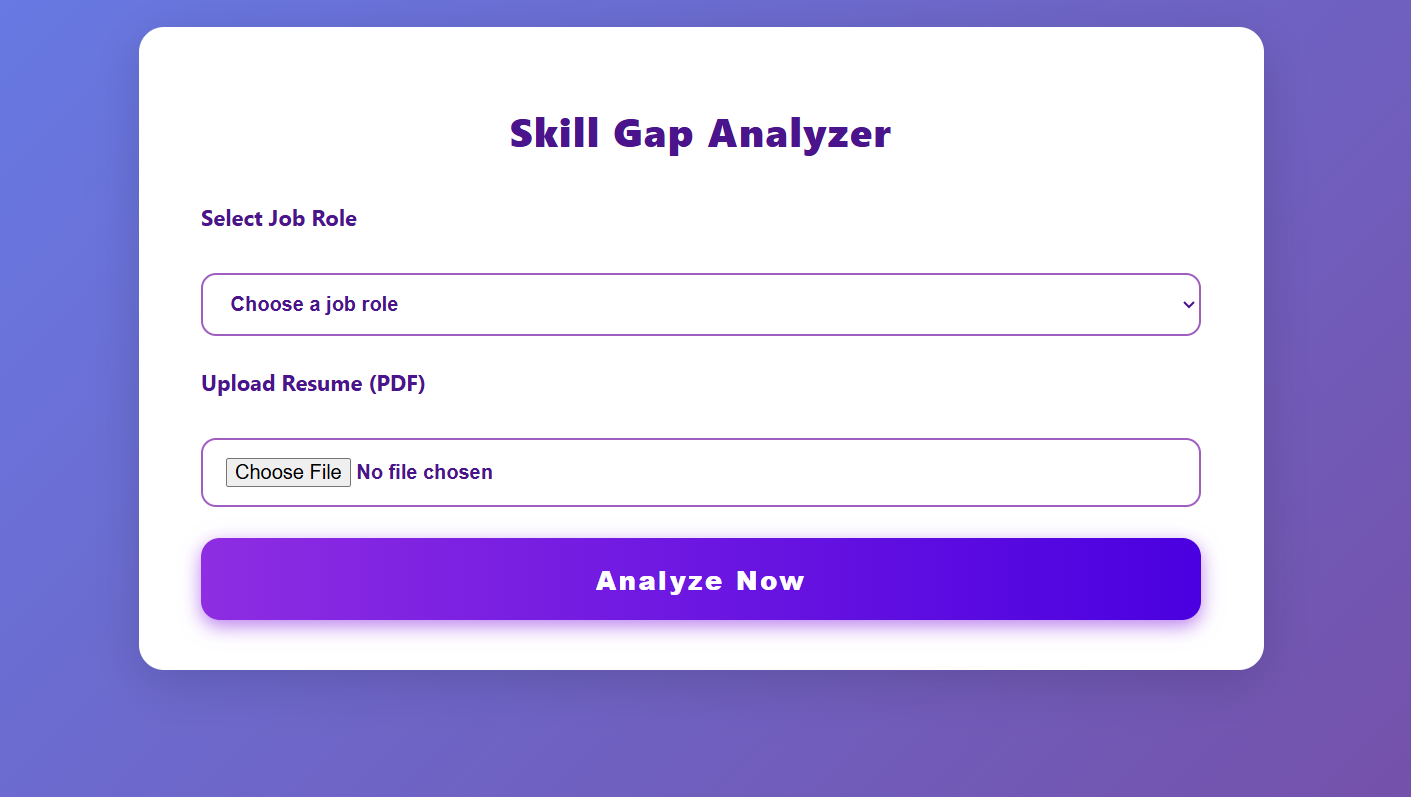 Skill Gap Analyzer
Select Job Role
Choose a job role
Upload Resume (PDF)
Choose File No file chosen
Analyze Now